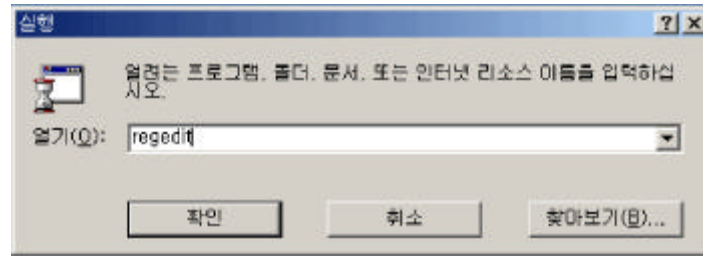 실행
열려는 프로그램, 폴더, 문서, 또는 인터넷 리소스 이름을 입력하십
시오.
열기(O):
regedit
확인
취소
찾아보기(B)...